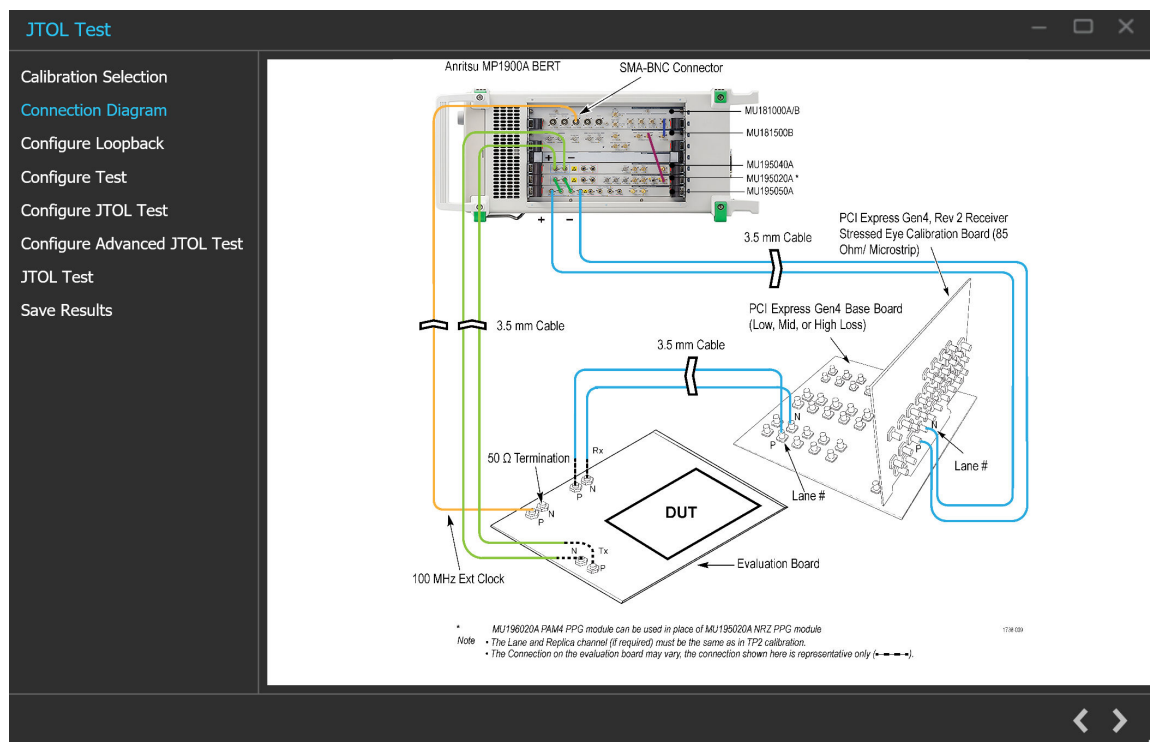 JTOL Test
Calibration Selection
Connection Diagram
Configure Loopback
Configure Test
Configure JTOL Test
Configure Advanced JTOL Test
JTOL Test
Save Results
Anritsu MP1900A BERT
SMA-BNC Connector
MU181000A/B
MU181500B
MU195040A
MU195020A *
MU195050A
+ −
+ −
3.5 mm Cable
PCI Express Gen4, Rev 2 Receiver
Stressed Eye Calibration Board (85
Ohm/ Microstrip)
PCI Express Gen4 Base Board
(Low, Mid, or High Loss)
3.5 mm Cable
3.5 mm Cable
N
P
Lane #
N
P
Lane #
50 Ω Termination
Rx
P
N
P
N
DUT
N
Tx
P
100 MHz Ext Clock
Evaluation Board
* MU196020A PAM4 PPG module can be used in place of MU195020A NRZ PPG module
Note • The Lane and Replica channel (if required) must be the same as in TP2 calibration.
• The Connection on the evaluation board may vary, the connection shown here is representative only ( ).